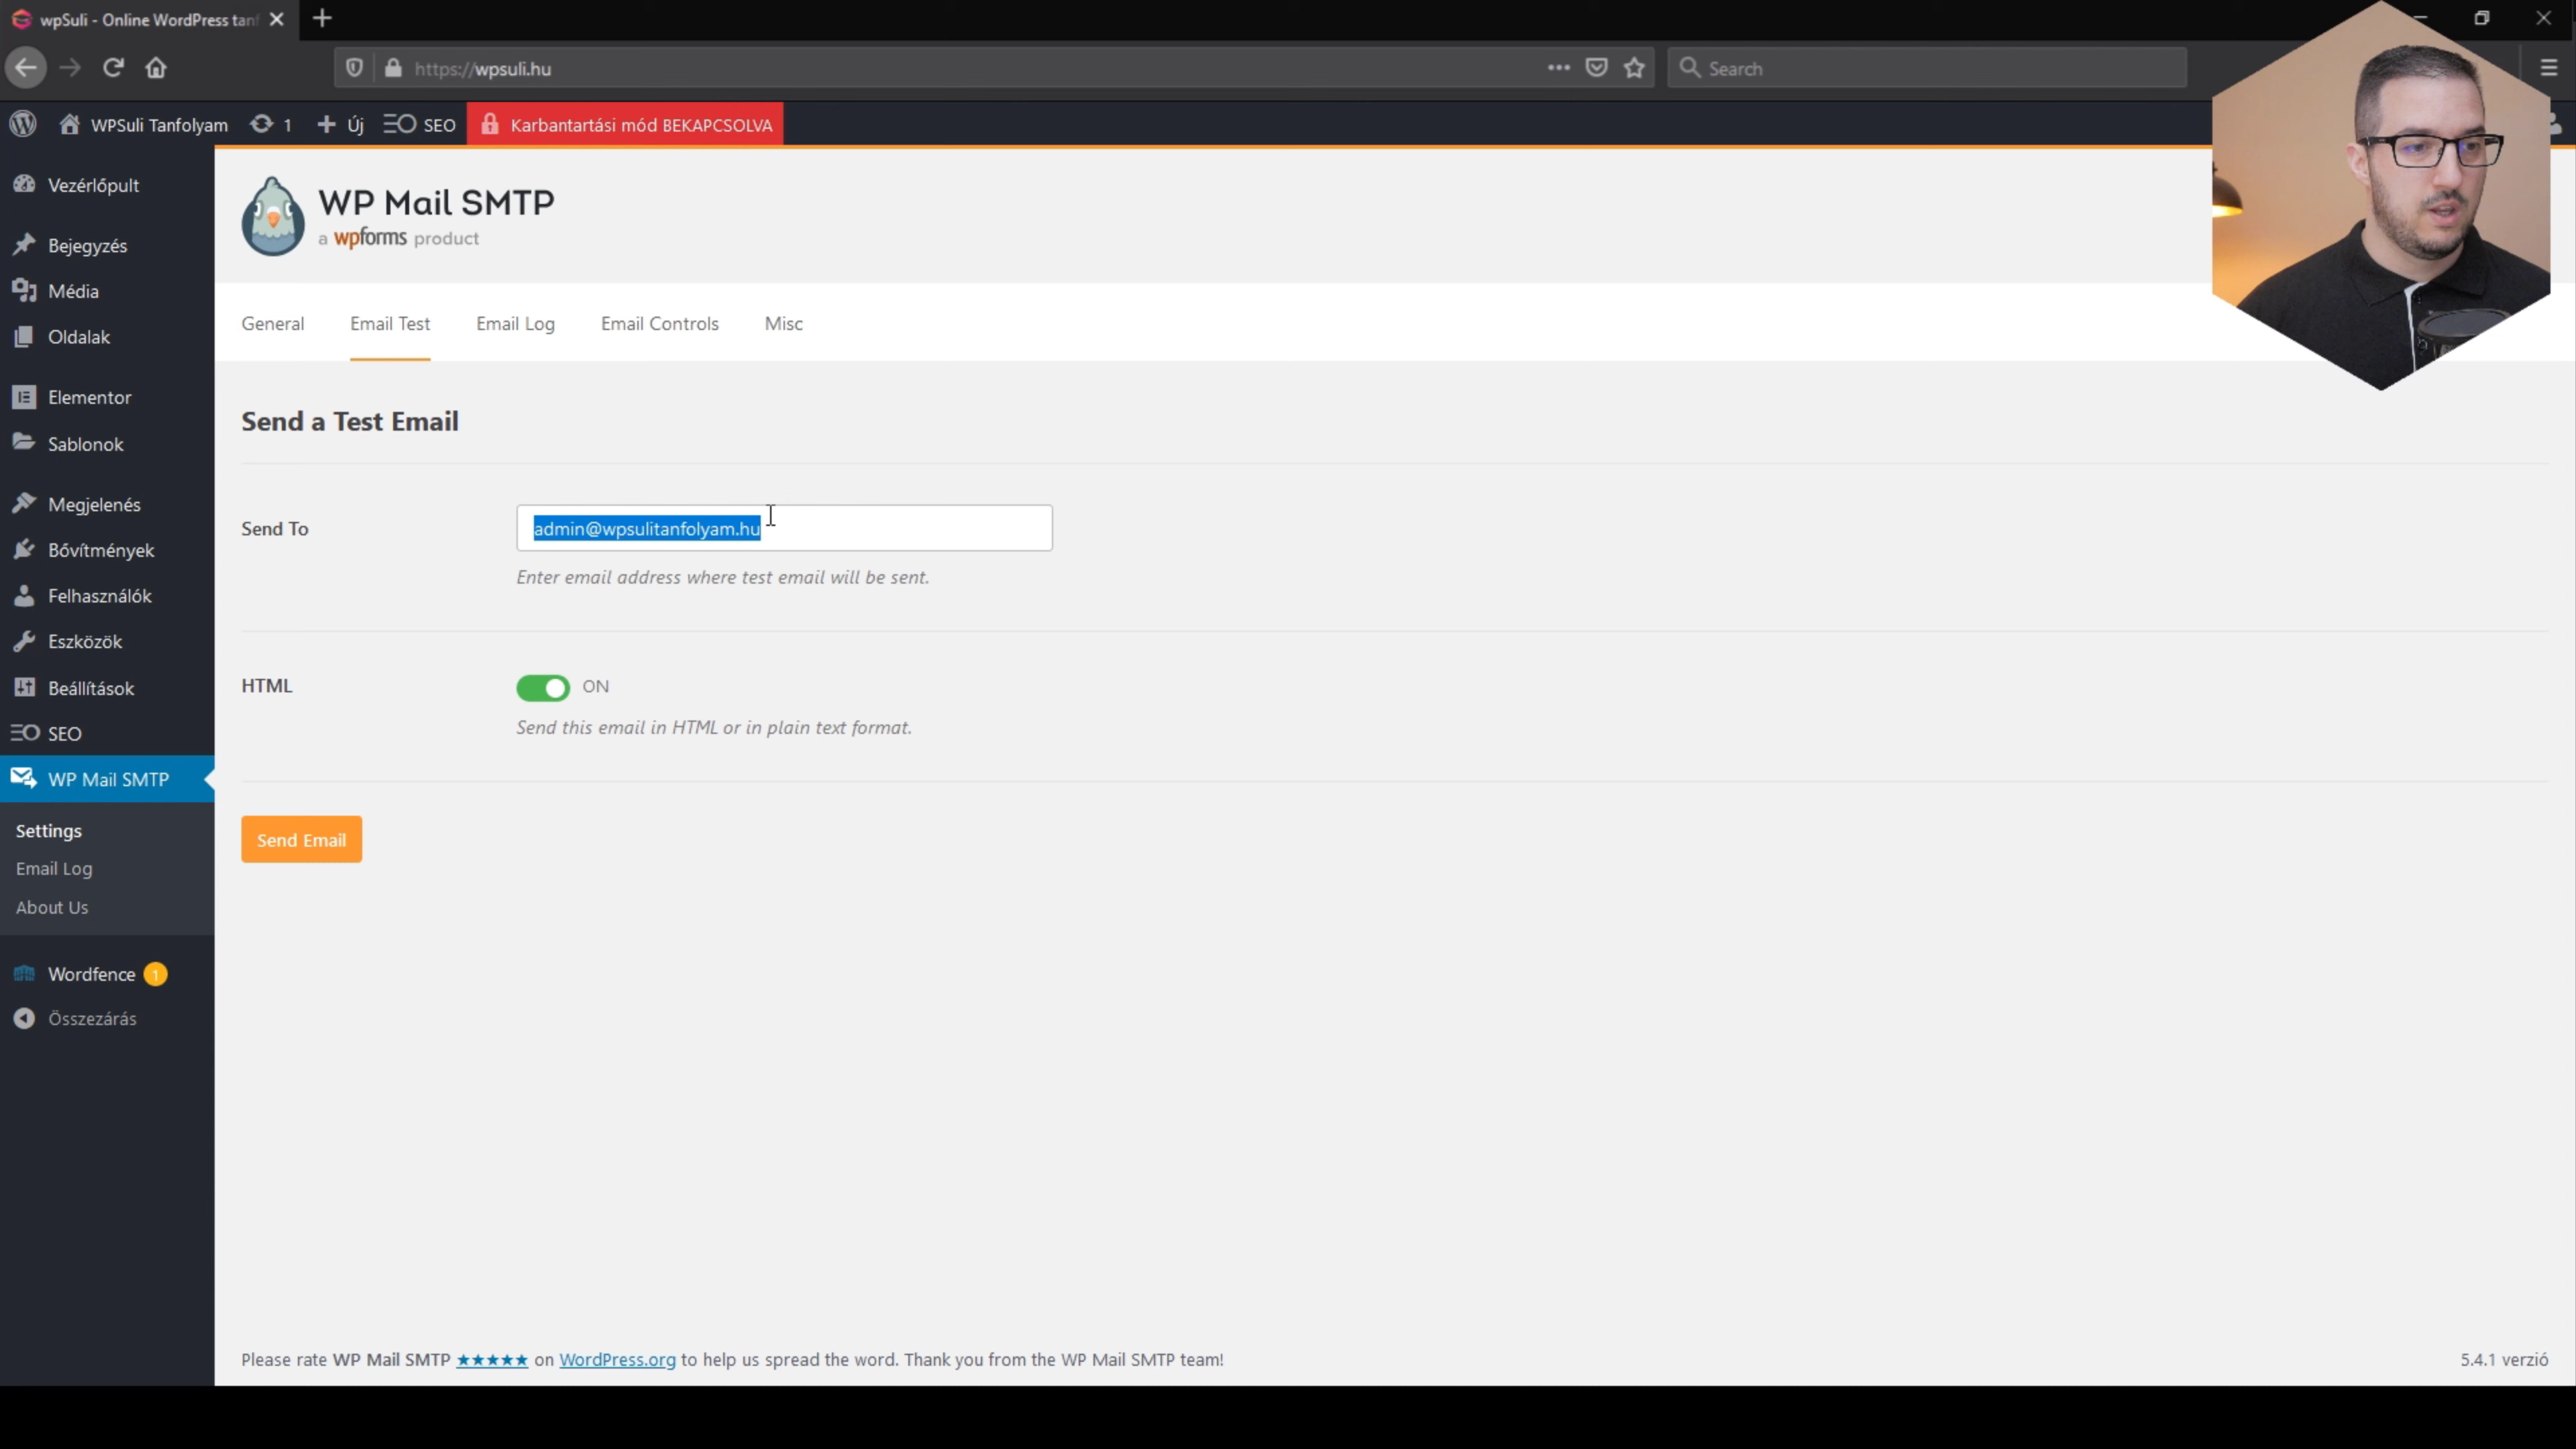 wpSuli - Online WordPress tanf
https://wpsuli.hu
Search
WPSuli Tanfolyam
1
Új
SEO
Karbantartási mód BEKAPCSOLVA
Vezérlőpult
Bejegyzés
Média
Oldalak
Elementor
Sablonok
Megjelenés
Bővítmények
Felhasználók
Eszközök
Beállítások
SEO
WP Mail SMTP
Settings
Email Log
About Us
Wordfence 1
Összezárás
WP Mail SMTP
a wpforms product
General
Email Test
Email Log
Email Controls
Misc
Send a Test Email
Send To
admin@wpsulitanfolyam.hu
Enter email address where test email will be sent.
HTML
ON
Send this email in HTML or in plain text format.
Send Email
Please rate WP Mail SMTP ★★★★★ on WordPress.org to help us spread the word. Thank you from the WP Mail SMTP team!
5.4.1 verzió